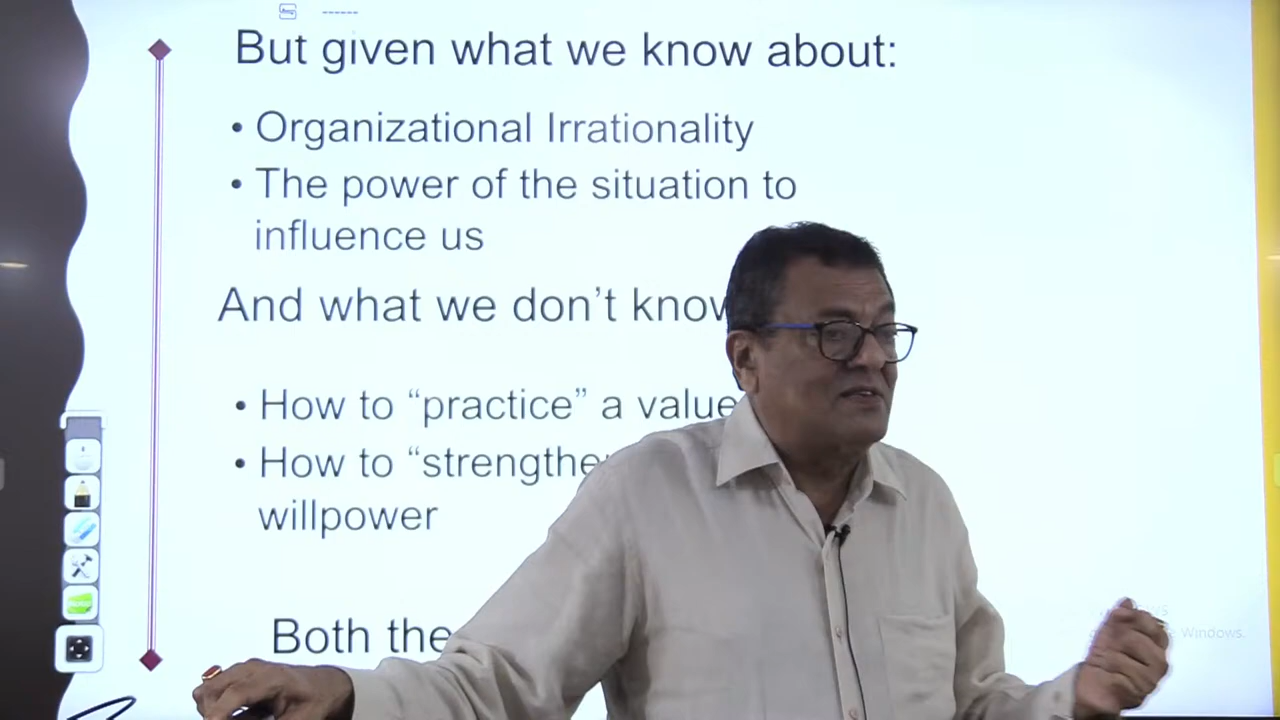 But given what we know about:
• Organizational Irrationality
• The power of the situation to
influence us
And what we don't know
• How to “practice” a value
• How to “strengthen
willpower
Both the
Windows.